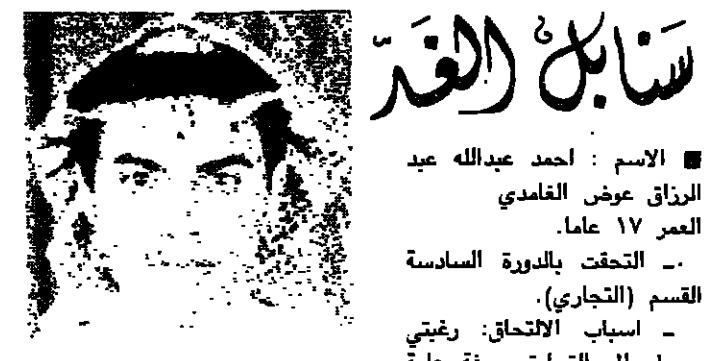 سنابل الغد
■ الاسم : احمد عبدالله عبد
الرزاق عوض الغامدي
العمر ١٧ عاما.
ـ التحقت بالدورة السادسة
القسم (التجاري).
ـ اسباب الالتحاق: رغبتي